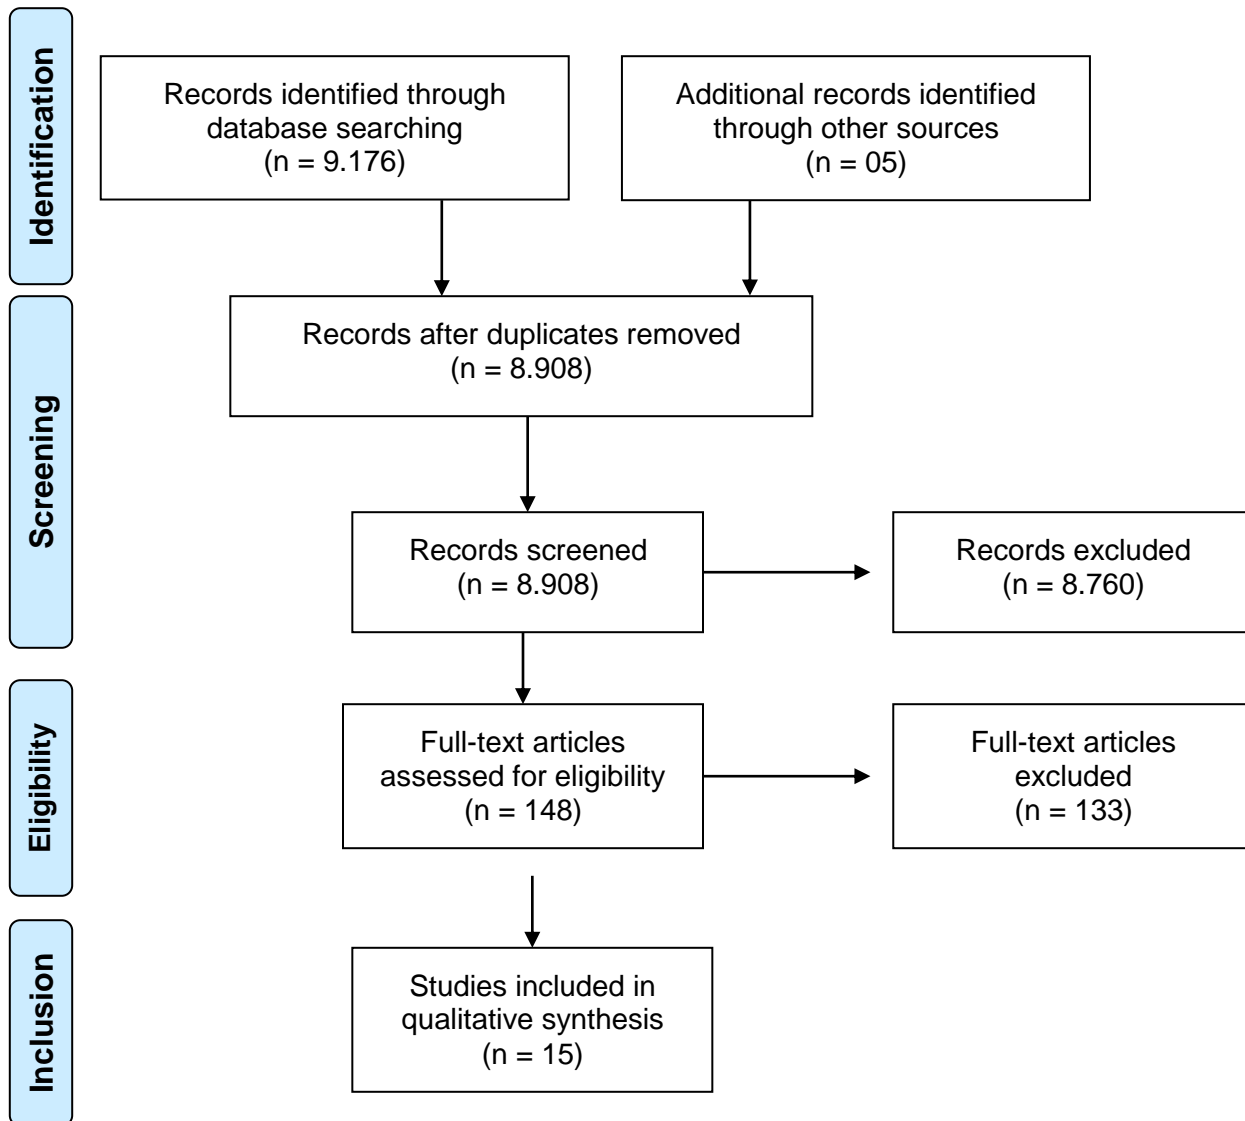 Identification
Records identified through
database searching
(n = 9.176)
Additional records identified
through other sources
(n = 05)
Screening
Records after duplicates removed
(n = 8.908)
Records screened
(n = 8.908)
Records excluded
(n = 8.760)
Eligibility
Full-text articles
assessed for eligibility
(n = 148)
Full-text articles
excluded
(n = 133)
Inclusion
Studies included in
qualitative synthesis
(n = 15)